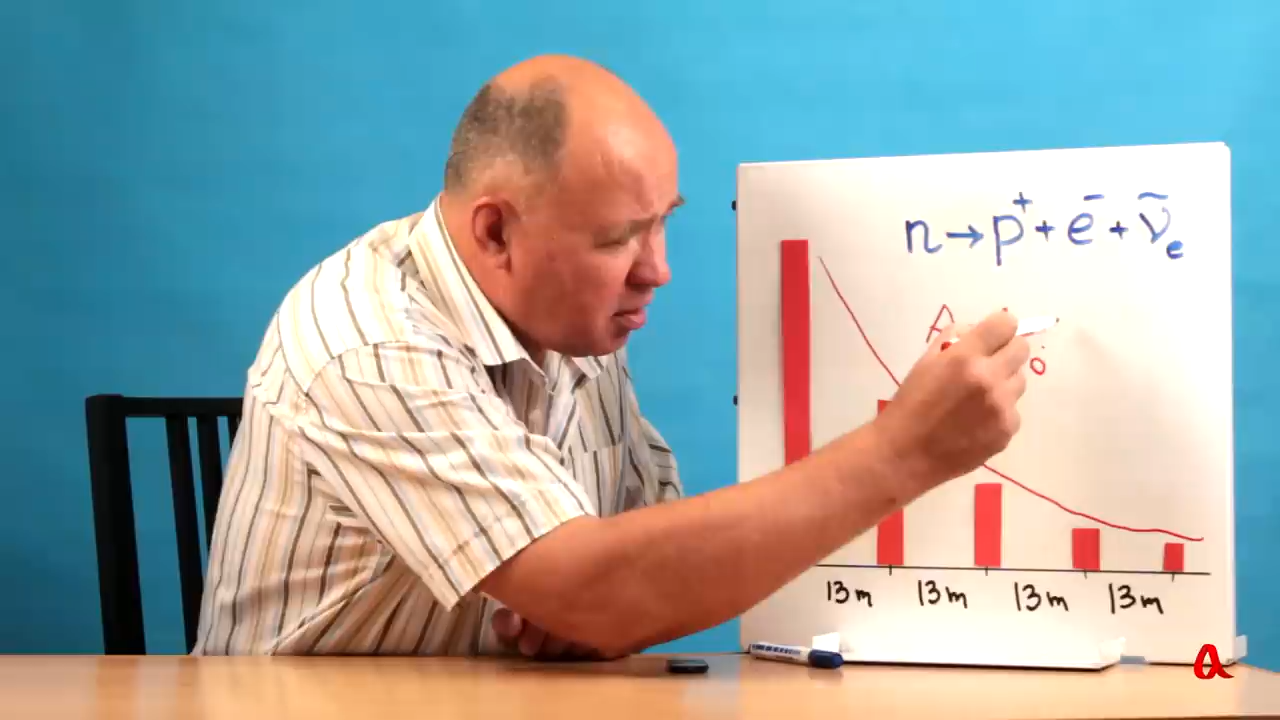 n → p⁺ + e⁻ + ν̃ₑ
A
13m 13m 13m 13m
a